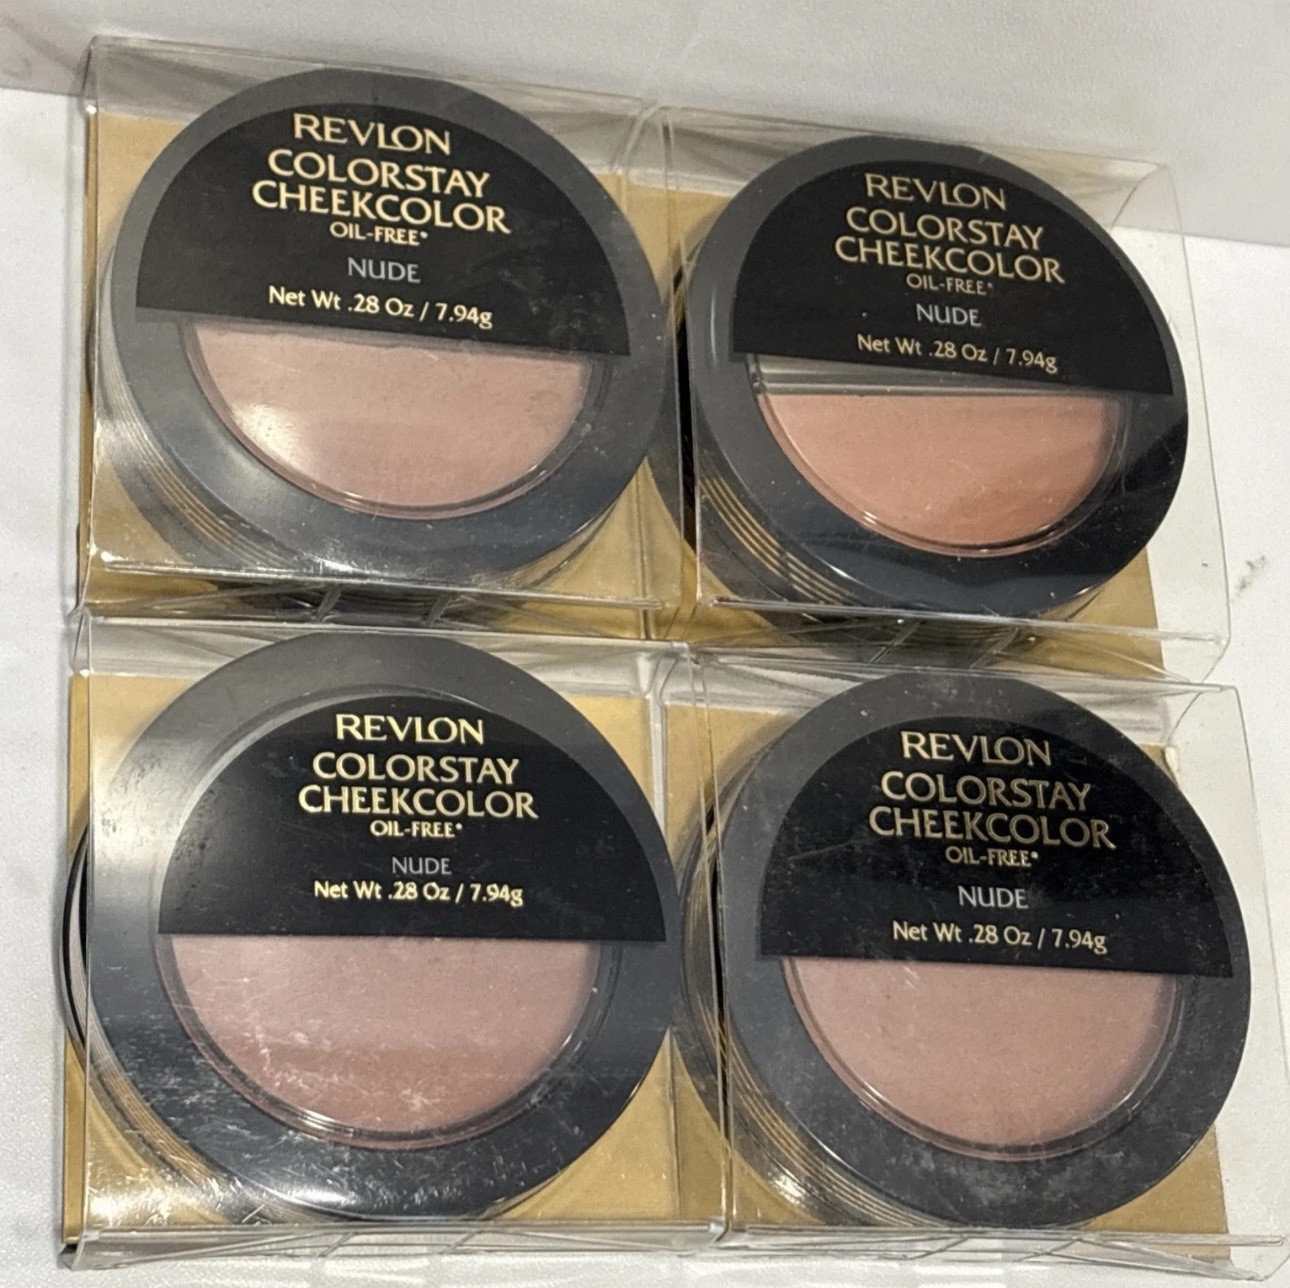 REVLON
COLORSTAY
CHEEKCOLOR
OIL-FREE*
NUDE
Net Wt .28 Oz / 7.94g
REVLON
COLORSTAY
CHEEKCOLOR
OIL-FREE*
NUDE
Net Wt .28 Oz / 7.94g
REVLON
COLORSTAY
CHEEKCOLOR
OIL-FREE*
NUDE
Net Wt .28 Oz / 7.94g
REVLON
COLORSTAY
CHEEKCOLOR
OIL-FREE*
NUDE
Net Wt .28 Oz / 7.94g